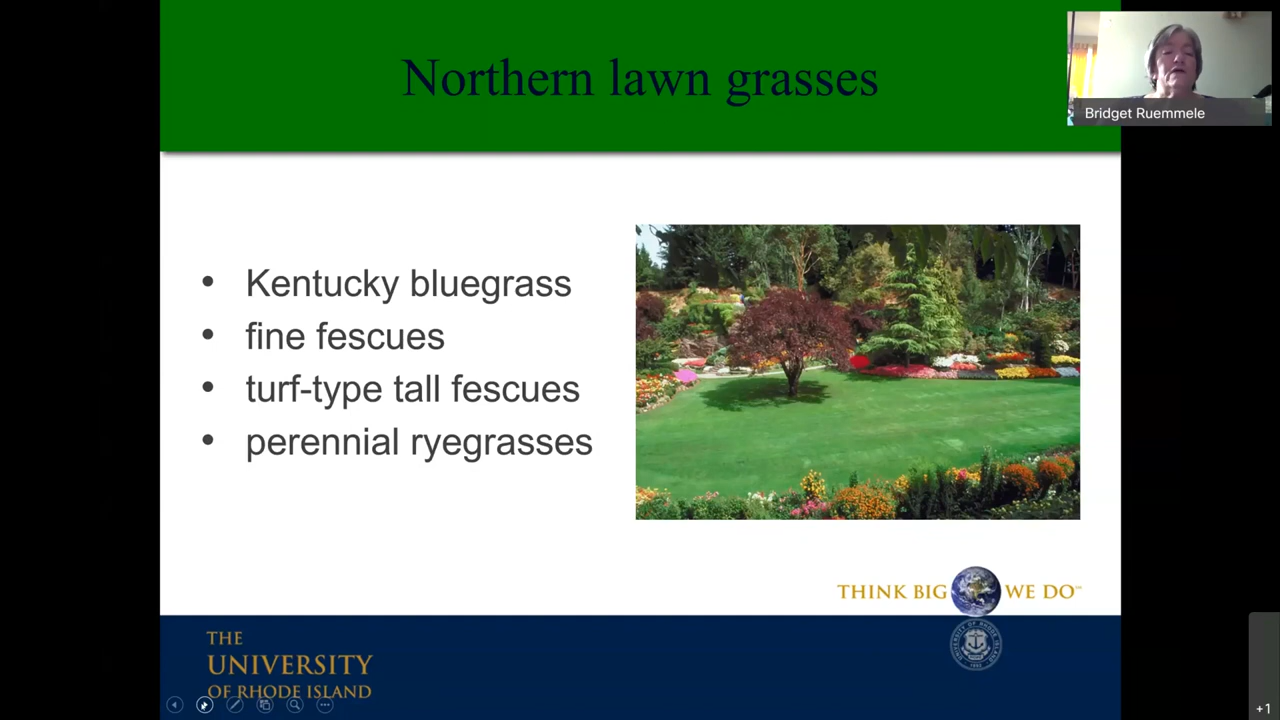 Northern lawn grasses
Bridget Ruemmele
• Kentucky bluegrass
• fine fescues
• turf-type tall fescues
• perennial ryegrasses
THINK BIG WE DO™
THE
UNIVERSITY
OF RHODE ISLAND
+1